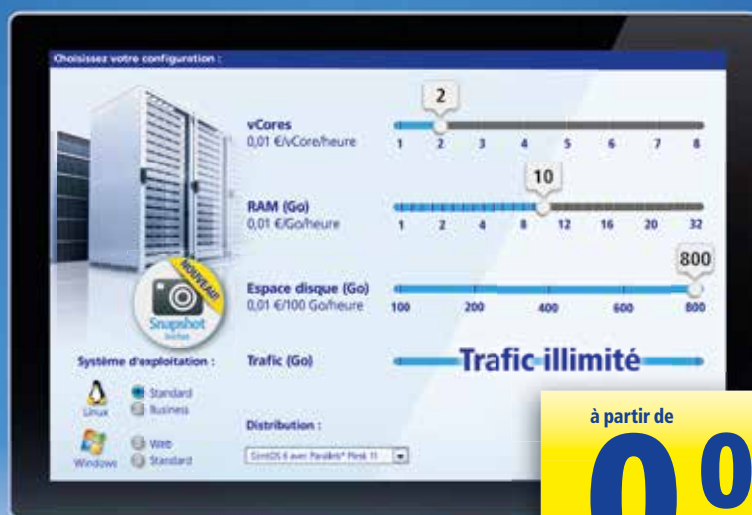 Choisissez votre configuration :
2
vCores
0,01 €/vCore/heure
1 2 3 4 5 6 7 8
10
RAM (Go)
0,01 €/Go/heure
1 2 4 8 12 16 20 32
800
Espace disque (Go)
0,01 €/100 Go/heure
100 200 400 600 800
NOUVEAU!
Snapshot
Trafic (Go)
Trafic illimité
Système d'exploitation :
Linux
Standard
Business
Windows
Web
Standard
Distribution :
CentOS 6 avec Parallels® Plesk 11
à partir de
0 0